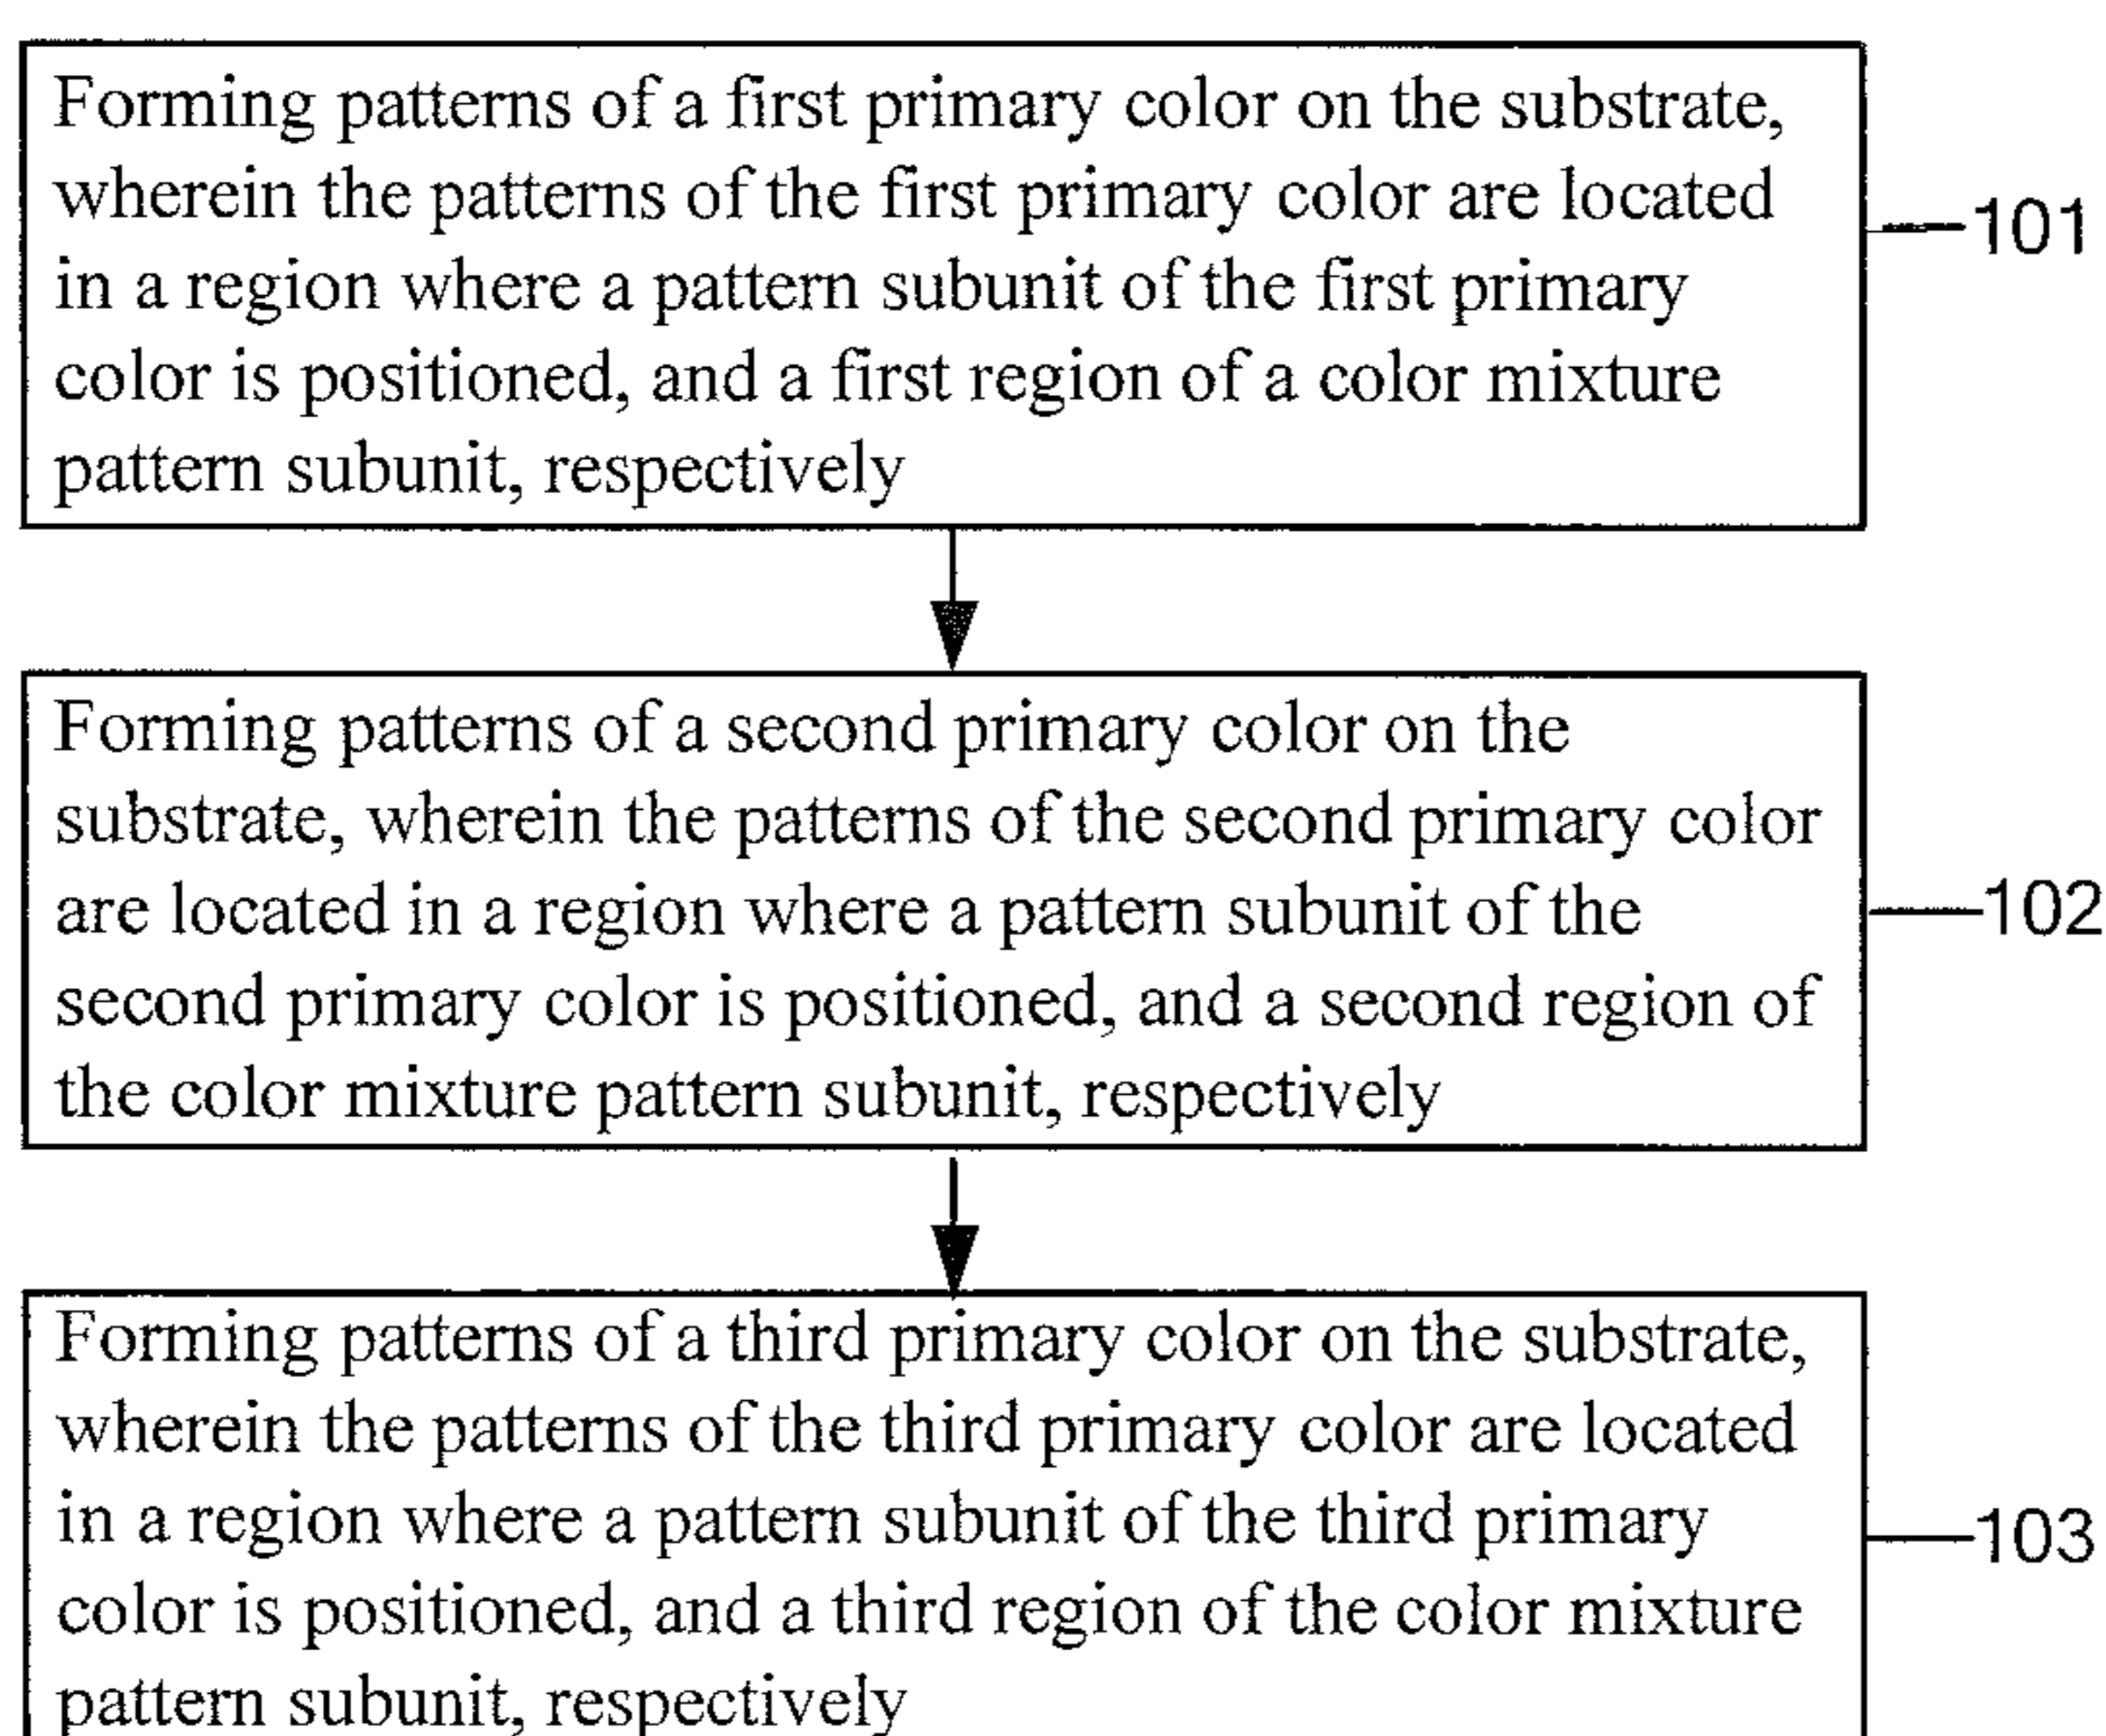 Forming patterns of a first primary color on the substrate,
wherein the patterns of the first primary color are located
in a region where a pattern subunit of the first primary
color is positioned, and a first region of a color mixture
pattern subunit, respectively
101
Forming patterns of a second primary color on the
substrate, wherein the patterns of the second primary color
are located in a region where a pattern subunit of the
second primary color is positioned, and a second region of
the color mixture pattern subunit, respectively
102
Forming patterns of a third primary color on the substrate,
wherein the patterns of the third primary color are located
in a region where a pattern subunit of the third primary
color is positioned, and a third region of the color mixture
pattern subunit, respectively
103